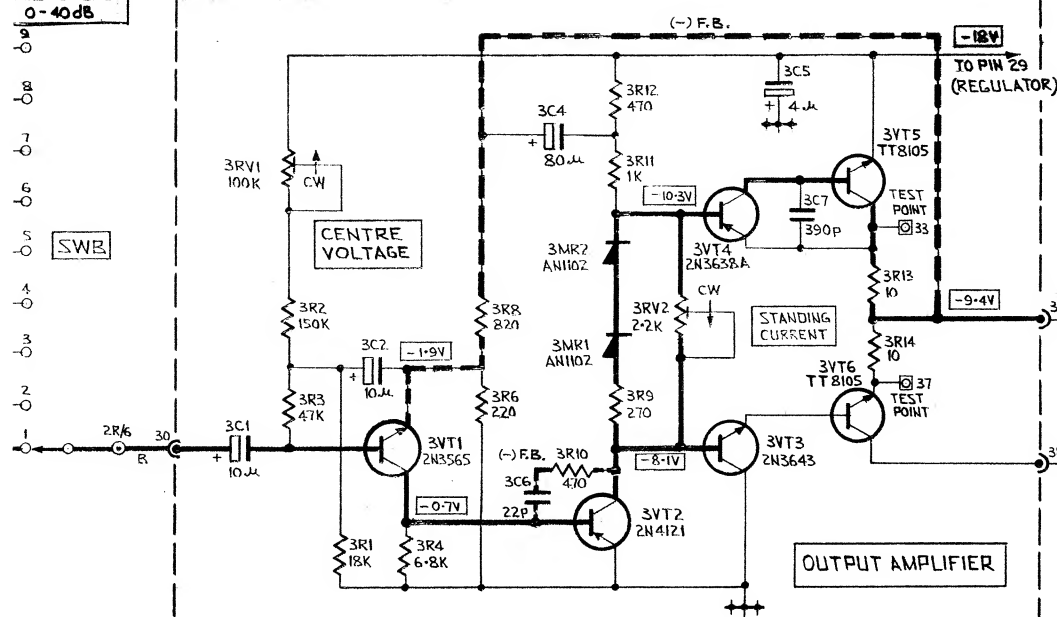 0-40dB
9
8
7
6
5
4
3
2
1
SWB
2R/6
B
30
(-) F.B.
-18V
TO PIN 29
(REGULATOR)
3C5
+
4µ
3R12
470
3C4
+
80µ
3R11
1K
3RV1
100K
CW
CENTRE
VOLTAGE
-10.3V
3VT5
TT8105
TEST
POINT
33
3C7
390p
3VT4
2N3638A
3MR2
AN1102
3R13
10
-9.4V
3R2
150K
3R8
820
CW
3RV2
2.2K
STANDING
CURRENT
3MR1
AN1102
3R14
10
3C2
+
10µ
-1.9V
3VT6
TT8105
37
TEST
POINT
3R3
47K
3R6
220
3R9
270
3C1
+
10µ
3VT1
2N3565
-8.1V
3VT3
2N3643
(-) F.B.
3R10
470
3C6
22P
-0.7V
3VT2
2N4121
3R1
18K
3R4
6.8K
OUTPUT AMPLIFIER